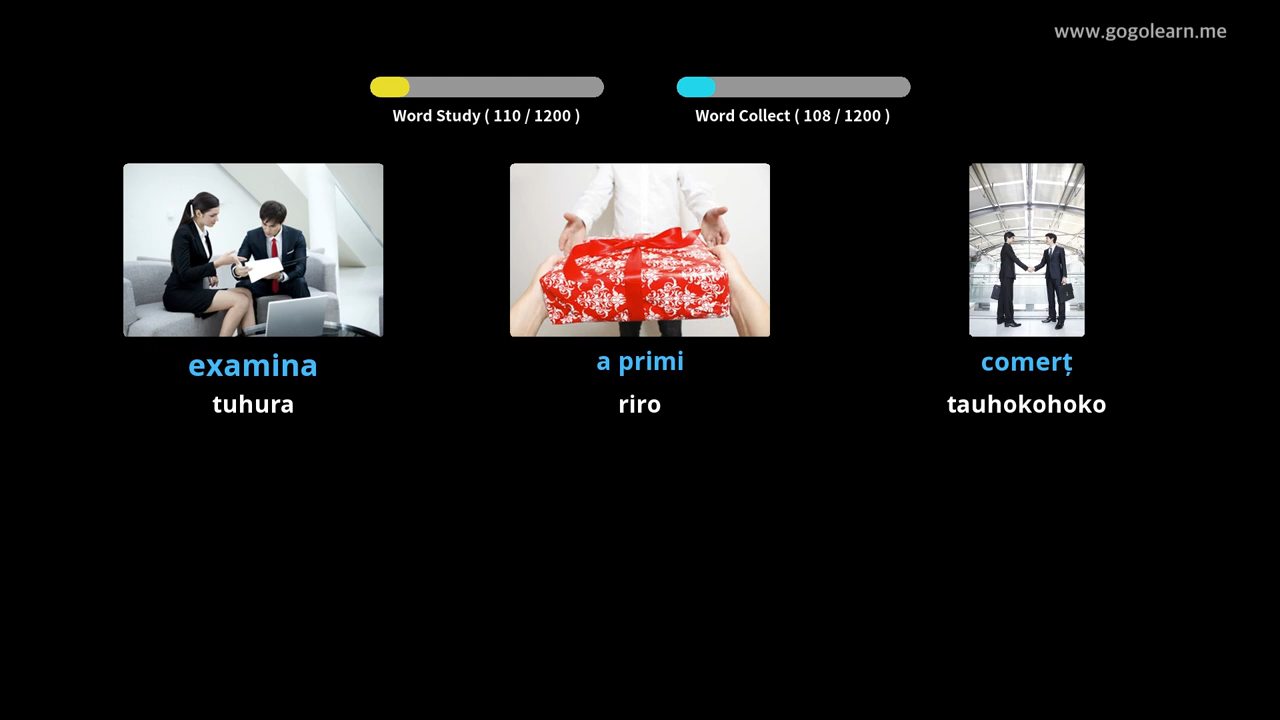 www.gogolearn.me
Word Study ( 110 / 1200 )
Word Collect ( 108 / 1200 )
examina
a primi
comerț
tuhura
riro
tauhokohoko